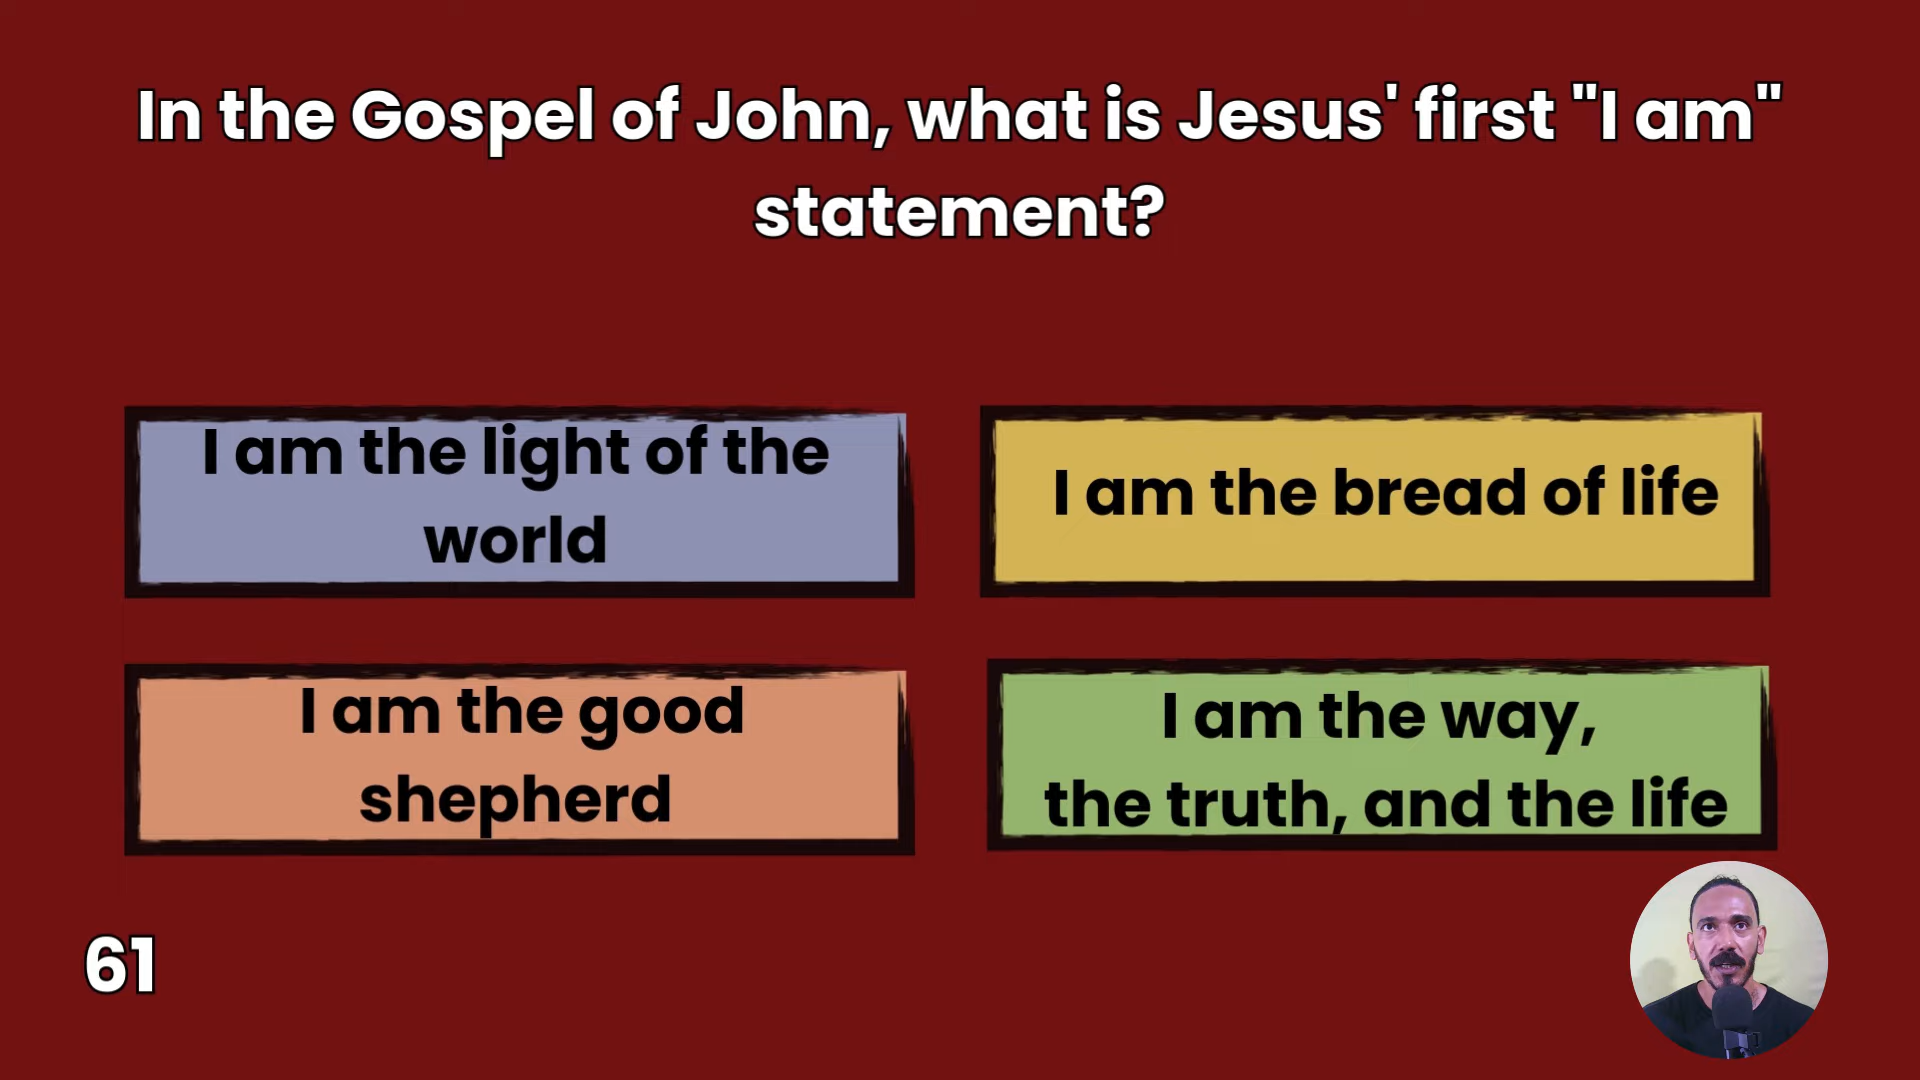 In the Gospel of John, what is Jesus' first "I am"
statement?
I am the light of the
world
I am the bread of life
I am the good
shepherd
I am the way,
the truth, and the life
61